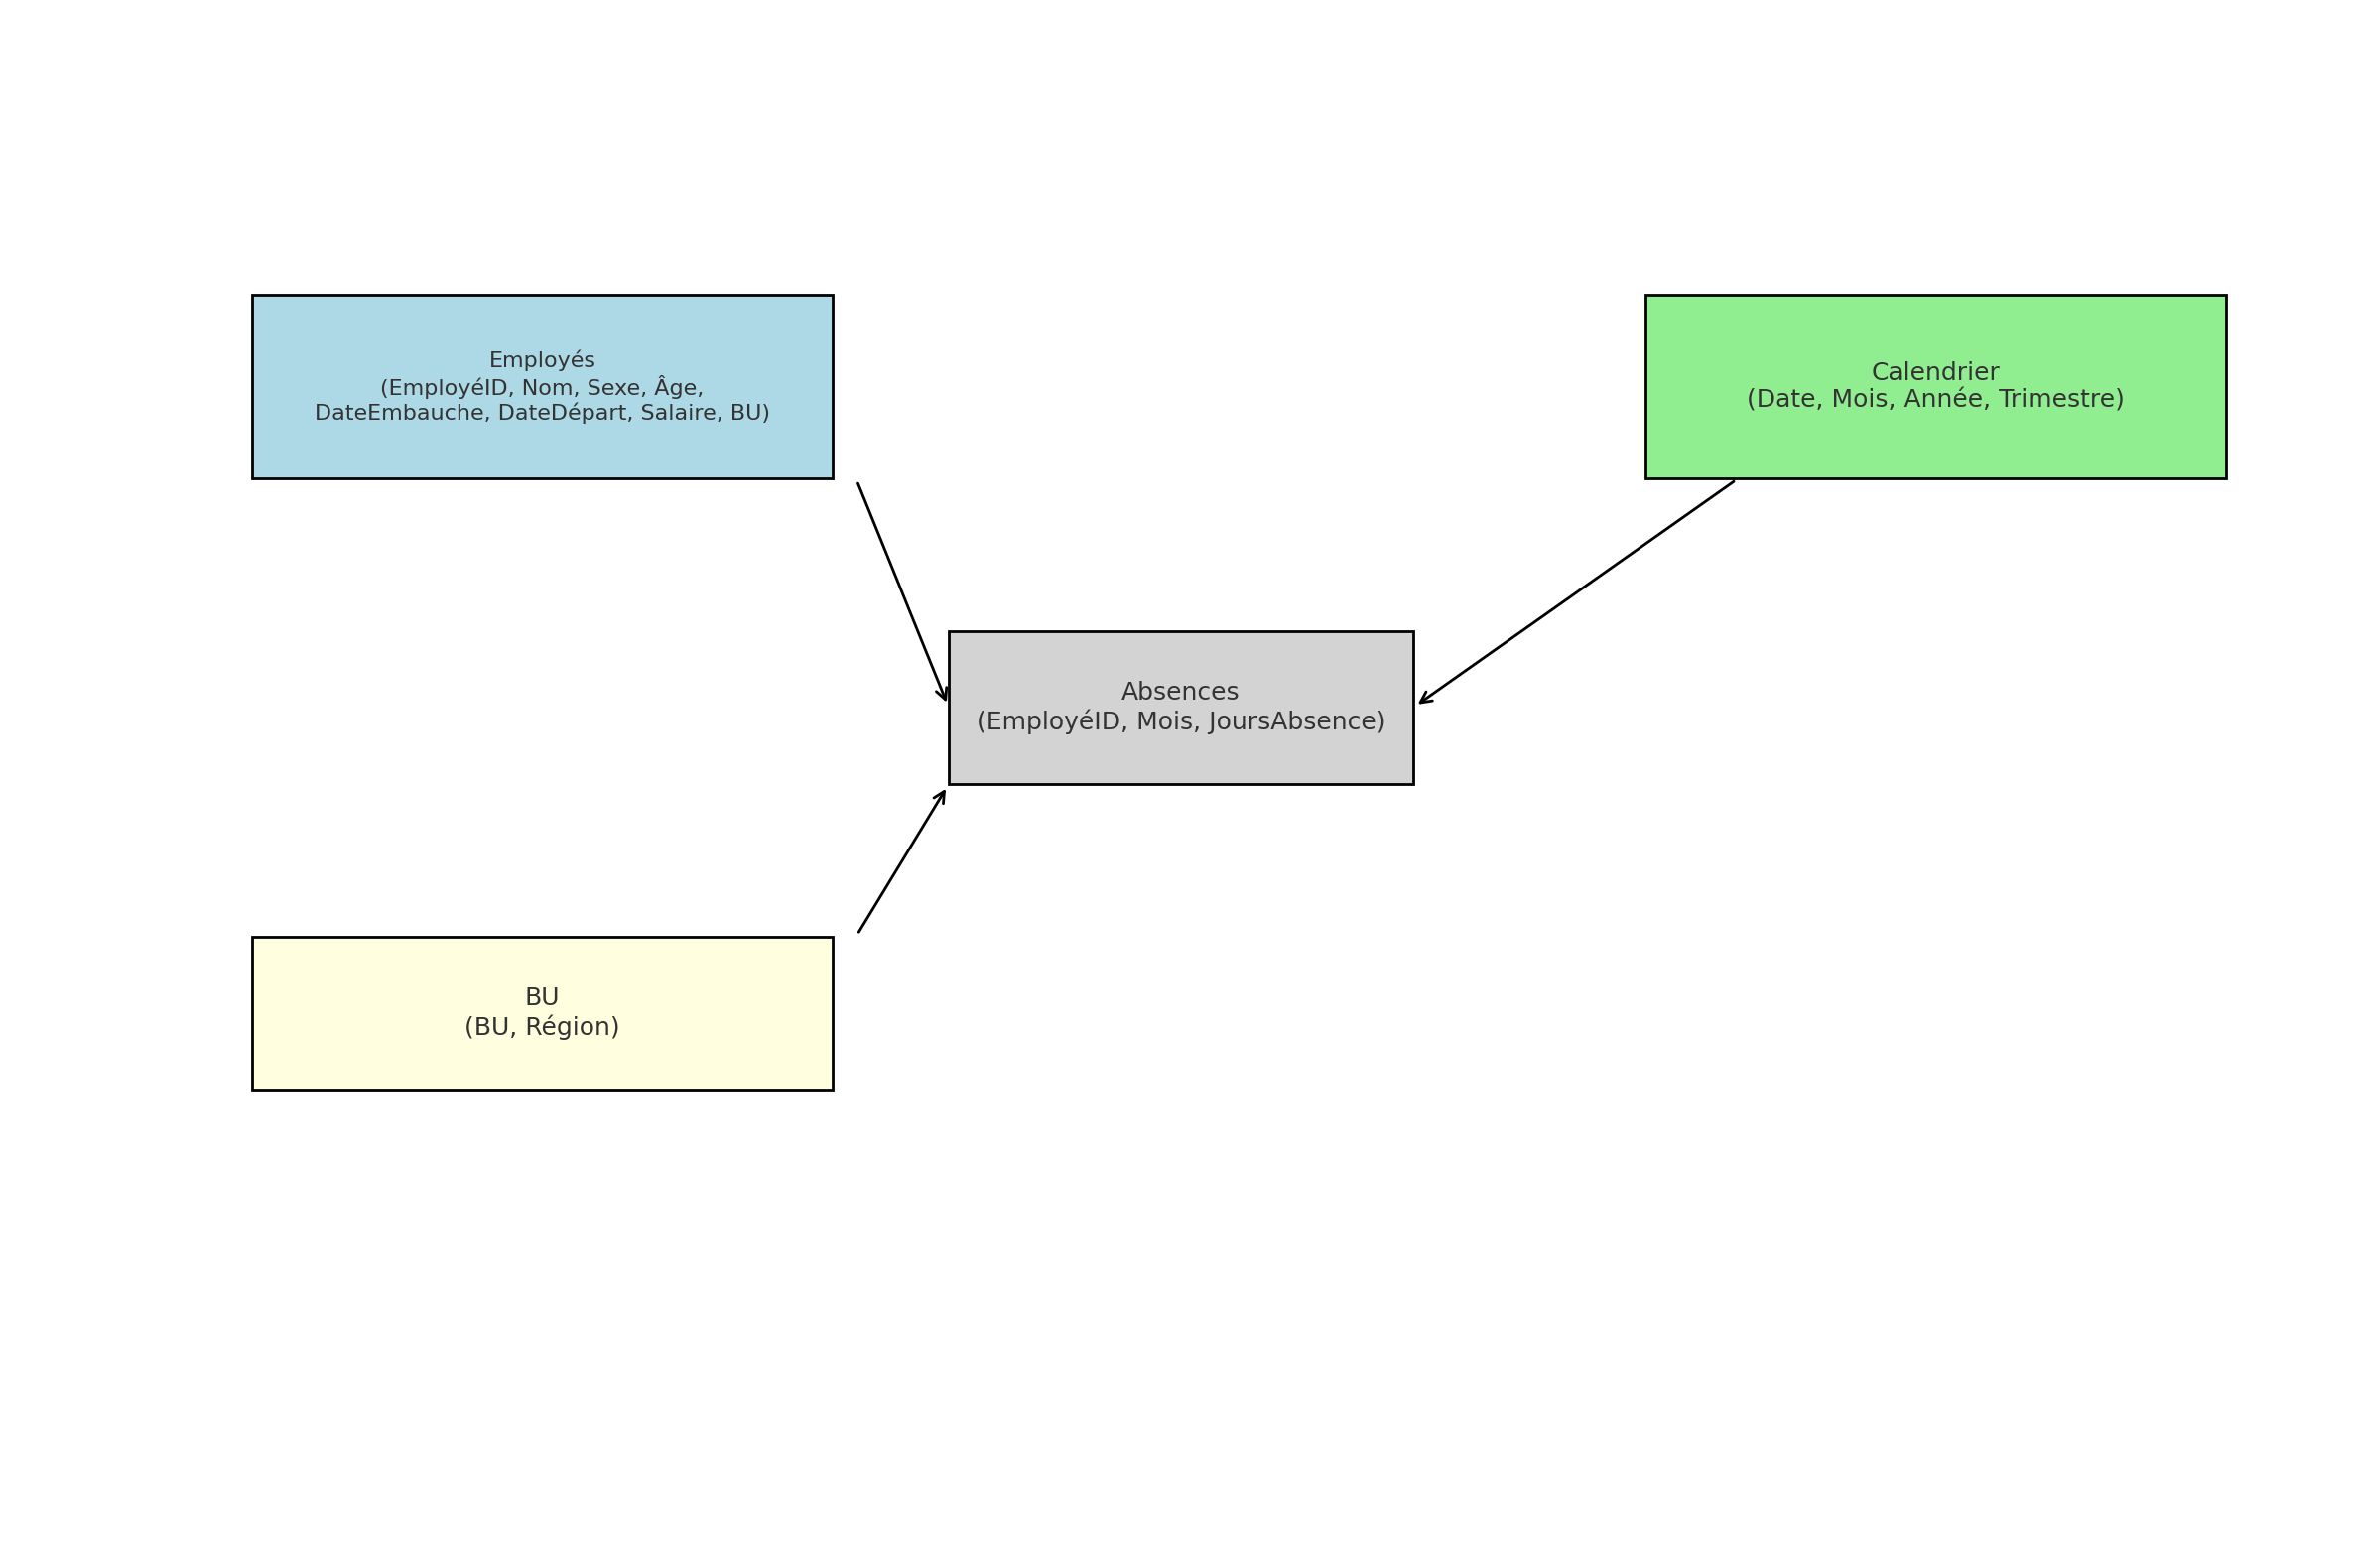 Employés
(EmployéID, Nom, Sexe, Âge,
DateEmbauche, DateDépart, Salaire, BU)
Calendrier
(Date, Mois, Année, Trimestre)
Absences
(EmployéID, Mois, JoursAbsence)
BU
(BU, Région)